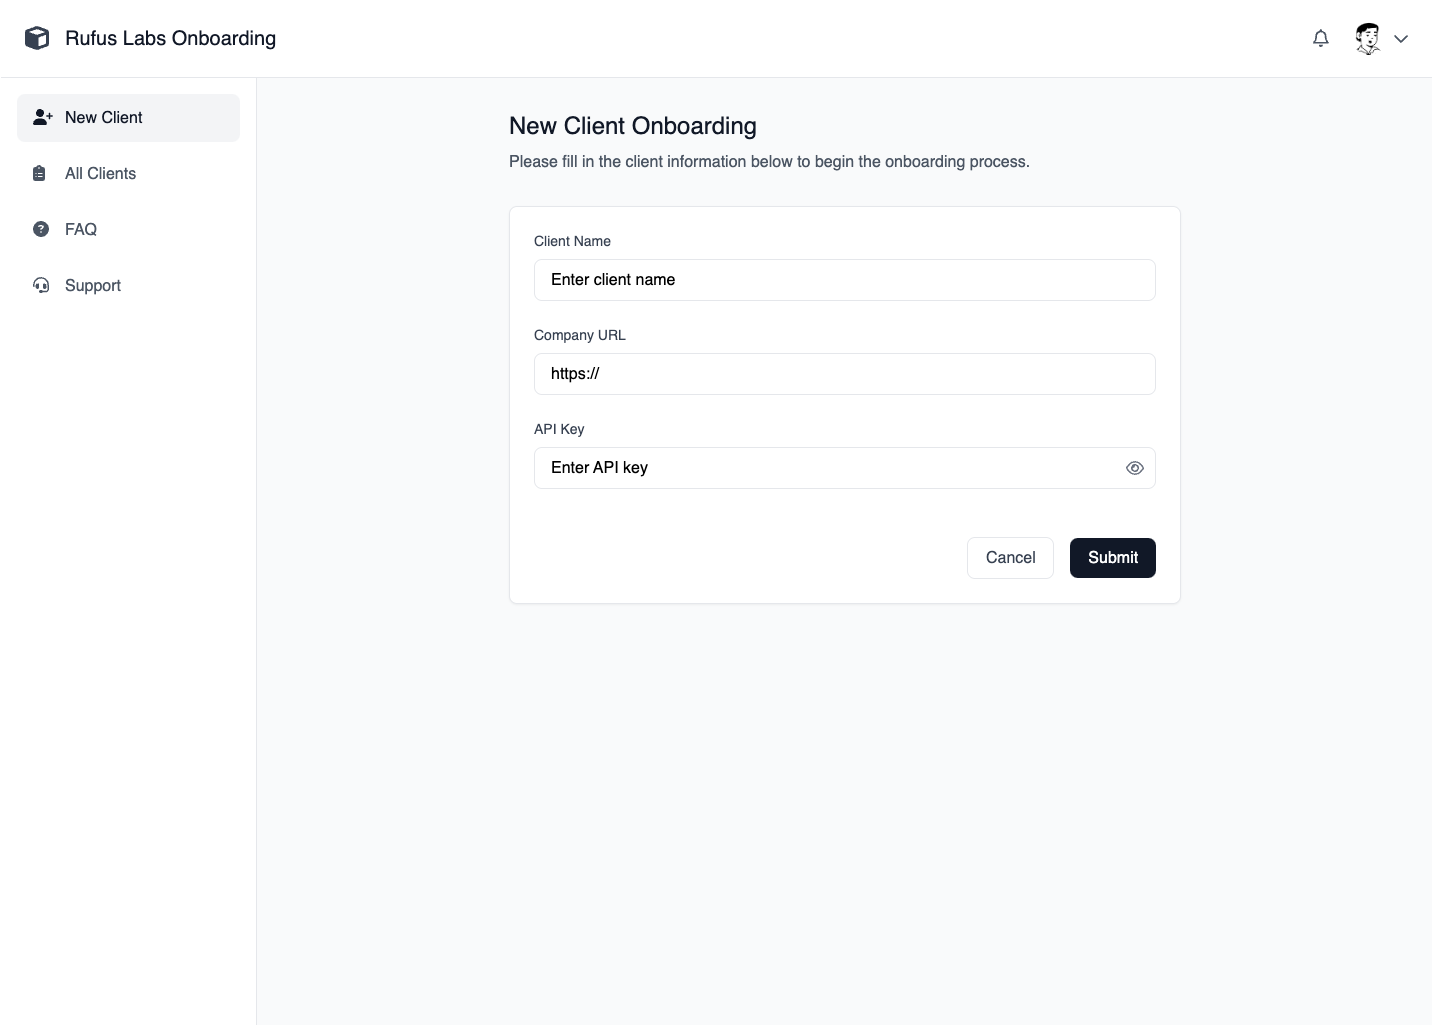 Rufus Labs Onboarding
New Client
All Clients
FAQ
Support
New Client Onboarding
Please fill in the client information below to begin the onboarding process.
Client Name
Enter client name
Company URL
https://
API Key
Enter API key
Cancel
Submit